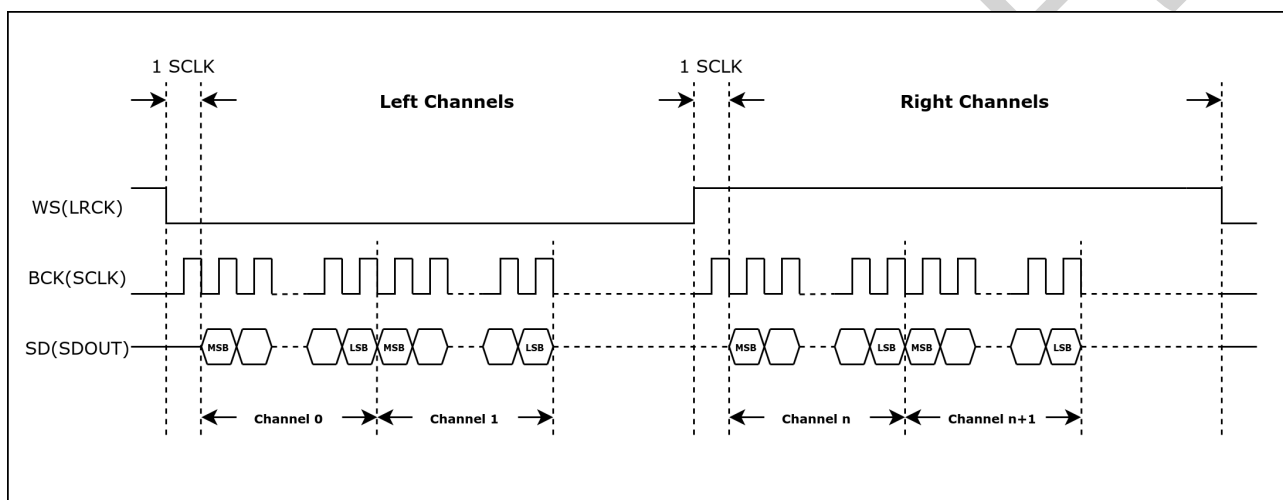 1 SCLK 1 SCLK
Left Channels Right Channels
WS(LRCK)
BCK(SCLK)
SD(SDOUT) MSB LSB MSB LSB MSB LSB MSB LSB
Channel 0 Channel 1 Channel n Channel n+1